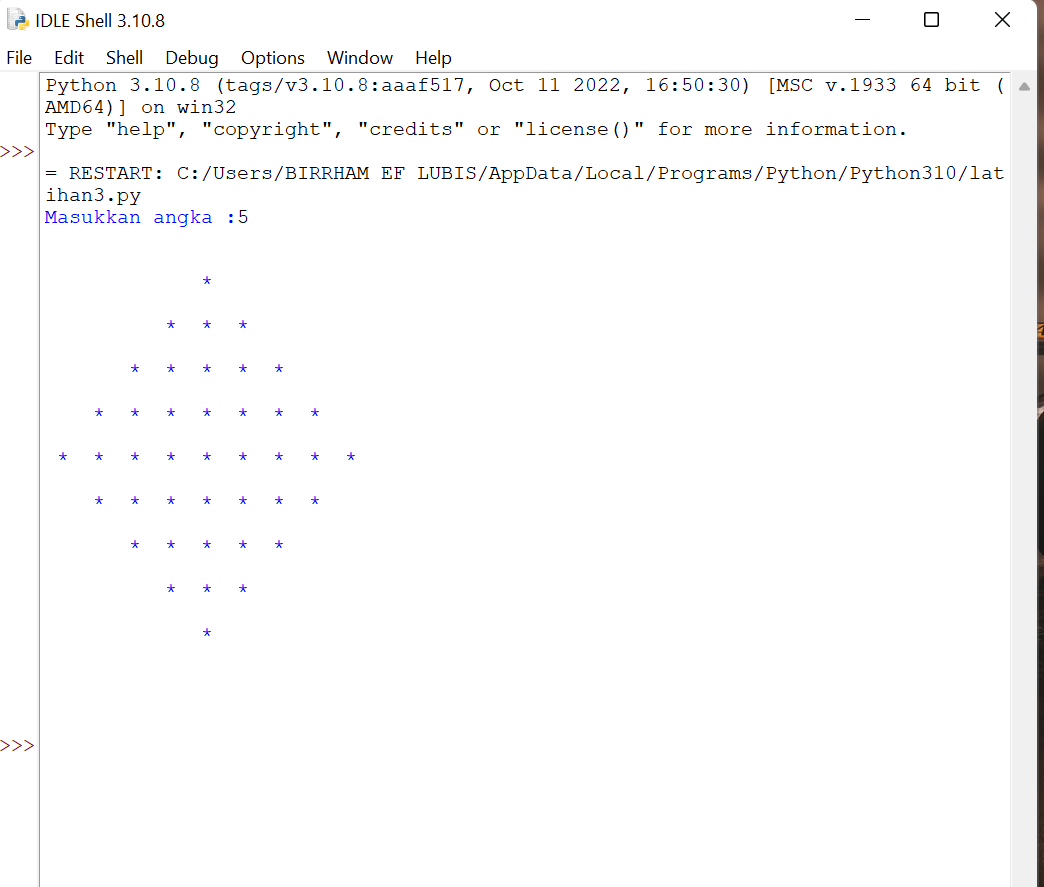 IDLE Shell 3.10.8
File Edit Shell Debug Options Window Help
Python 3.10.8 (tags/v3.10.8:aaaf517, Oct 11 2022, 16:50:30) [MSC v.1933 64 bit (
AMD64)] on win32
Type "help", "copyright", "credits" or "license()" for more information.
>>>
= RESTART: C:/Users/BIRRHAM EF LUBIS/AppData/Local/Programs/Python/Python310/lat
ihan3.py
Masukkan angka :5
*
* * *
* * * * *
* * * * * * *
* * * * * * * * *
* * * * * * *
* * * * *
* * *
*
>>>